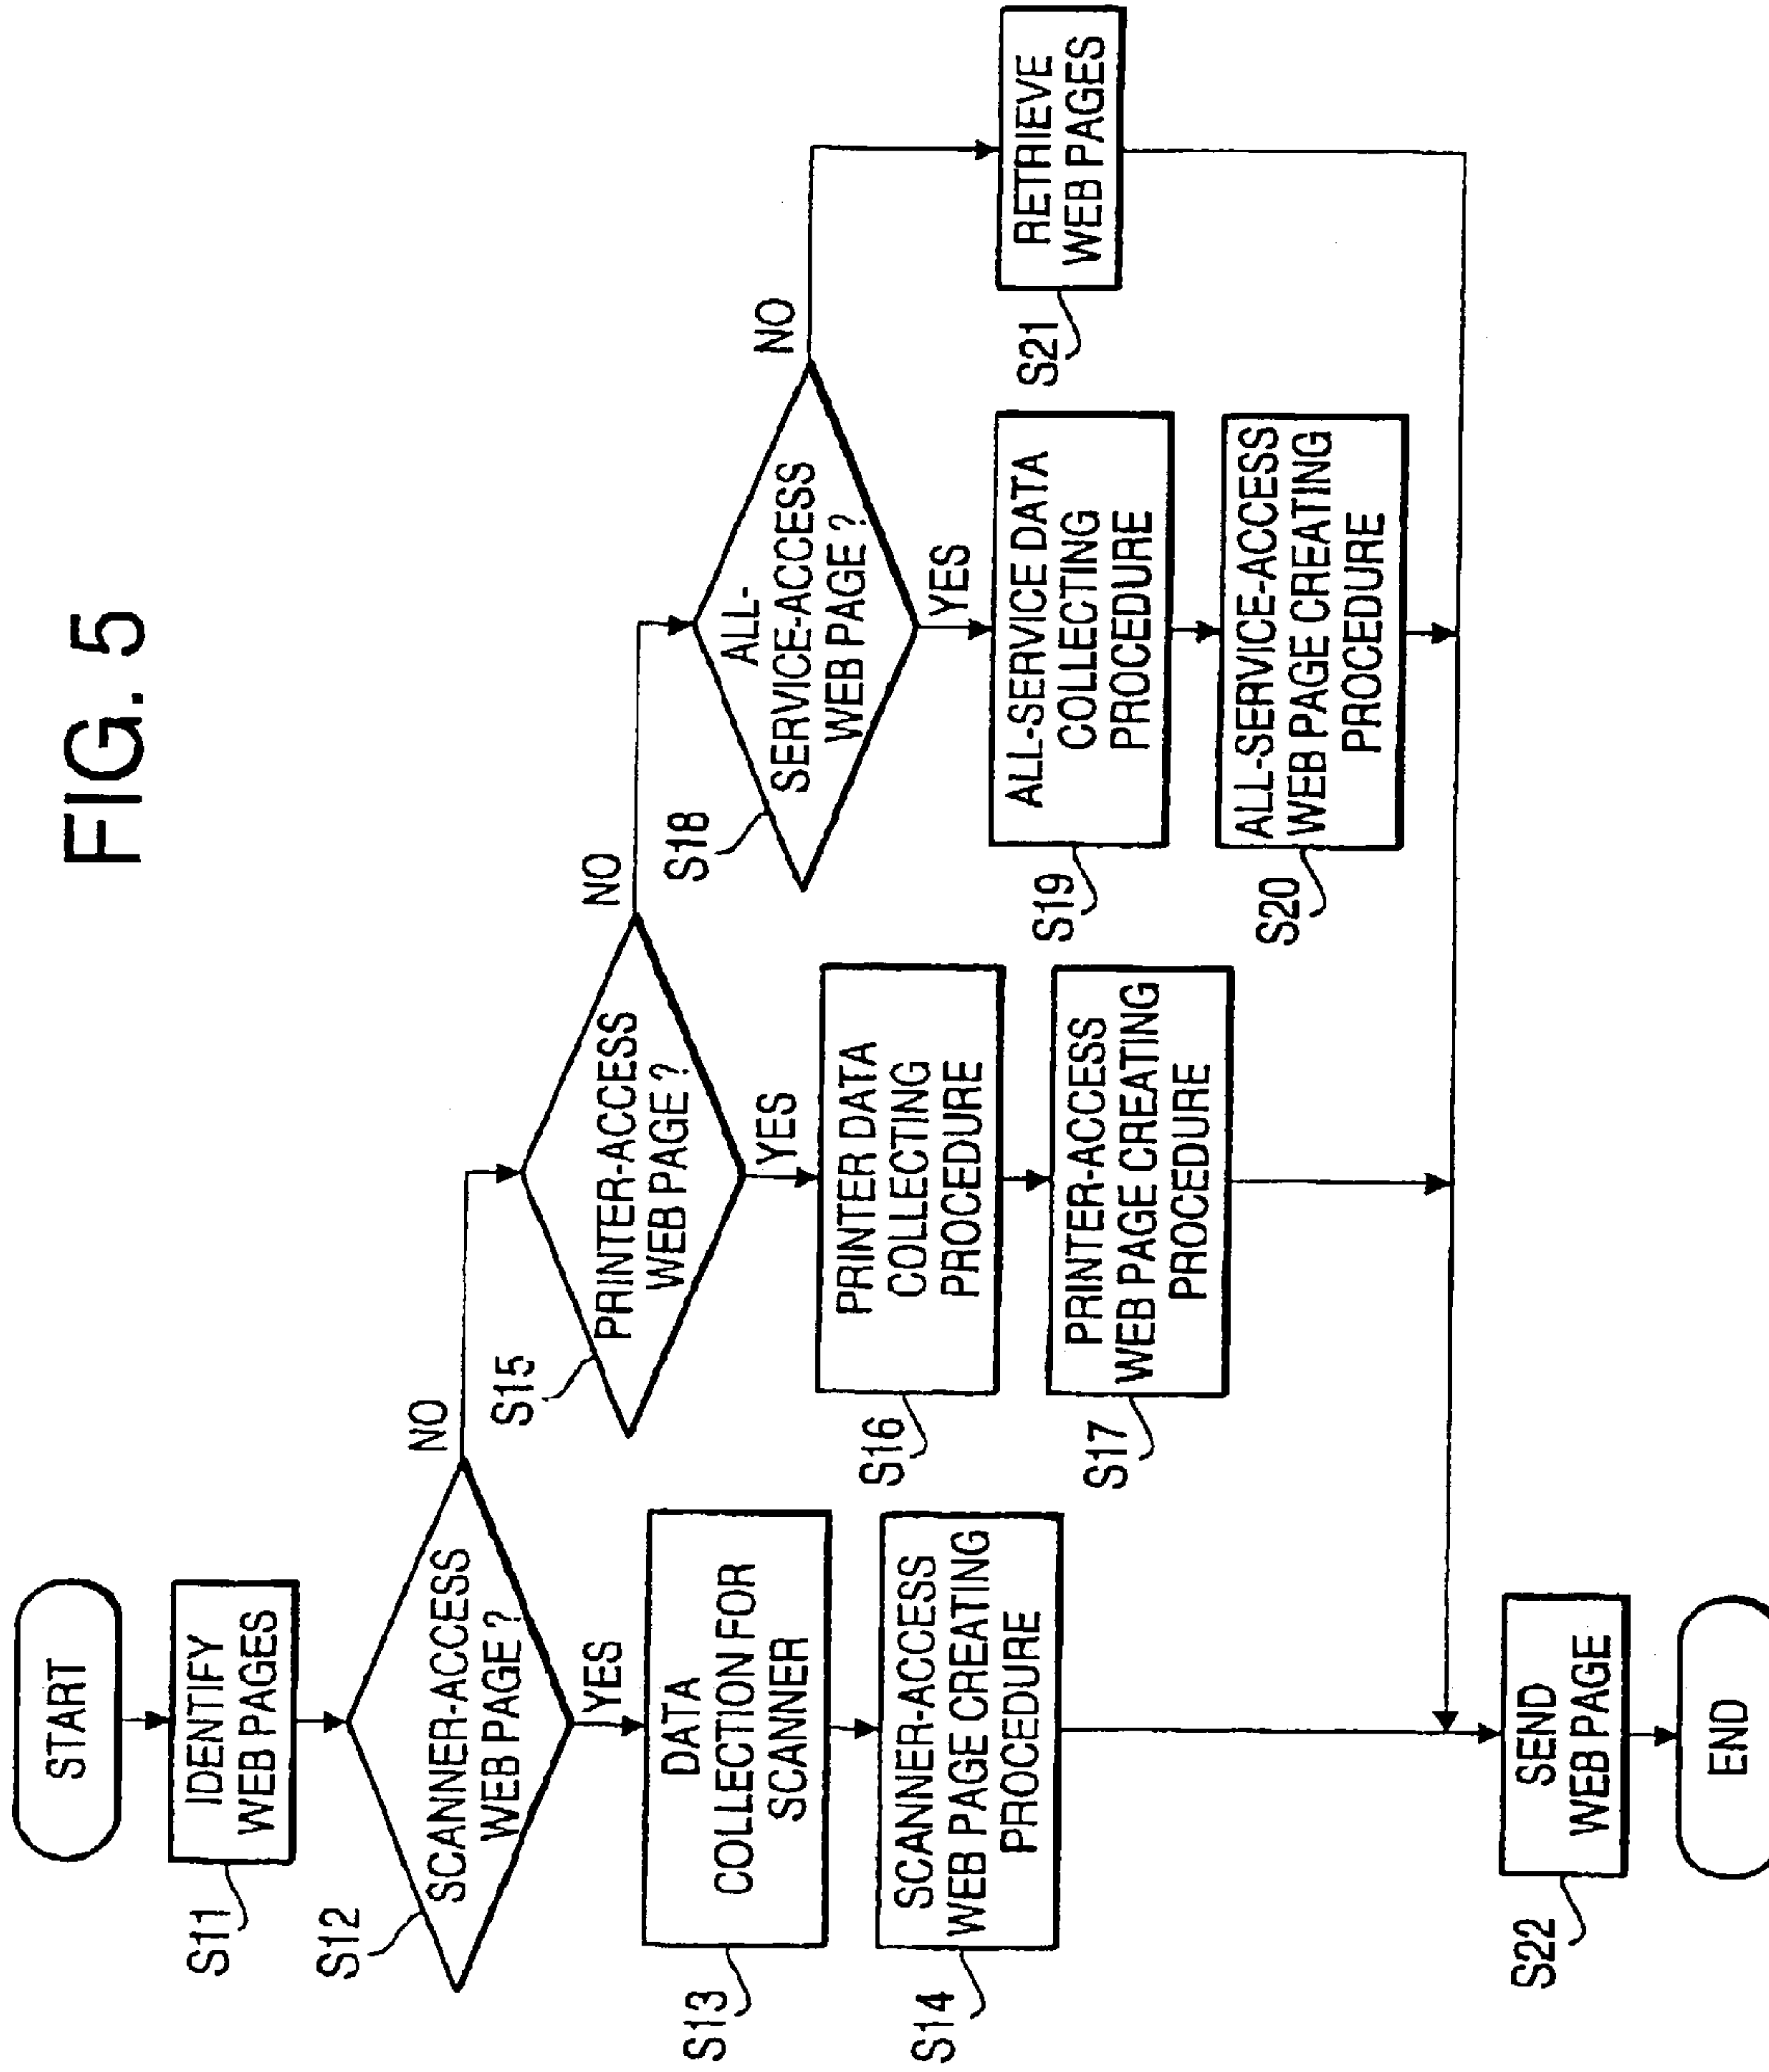 FIG. 5
START
S11
IDENTIFY
WEB PAGES
S12
SCANNER-ACCESS
WEB PAGE ?
NO
YES
S13
DATA
COLLECTION FOR
SCANNER
S14
SCANNER-ACCESS
WEB PAGE CREATING
PROCEDURE
S15
PRINTER-ACCESS
WEB PAGE ?
NO
YES
S16
PRINTER DATA
COLLECTING
PROCEDURE
S17
PRINTER-ACCESS
WEB PAGE CREATING
PROCEDURE
S18
ALL-
SERVICE-ACCESS
WEB PAGE ?
NO
YES
S19
ALL-SERVICE DATA
COLLECTING
PROCEDURE
S20
ALL-SERVICE-ACCESS
WEB PAGE CREATING
PROCEDURE
S21
RETRIEVE
WEB PAGES
S22
SEND
WEB PAGE
END